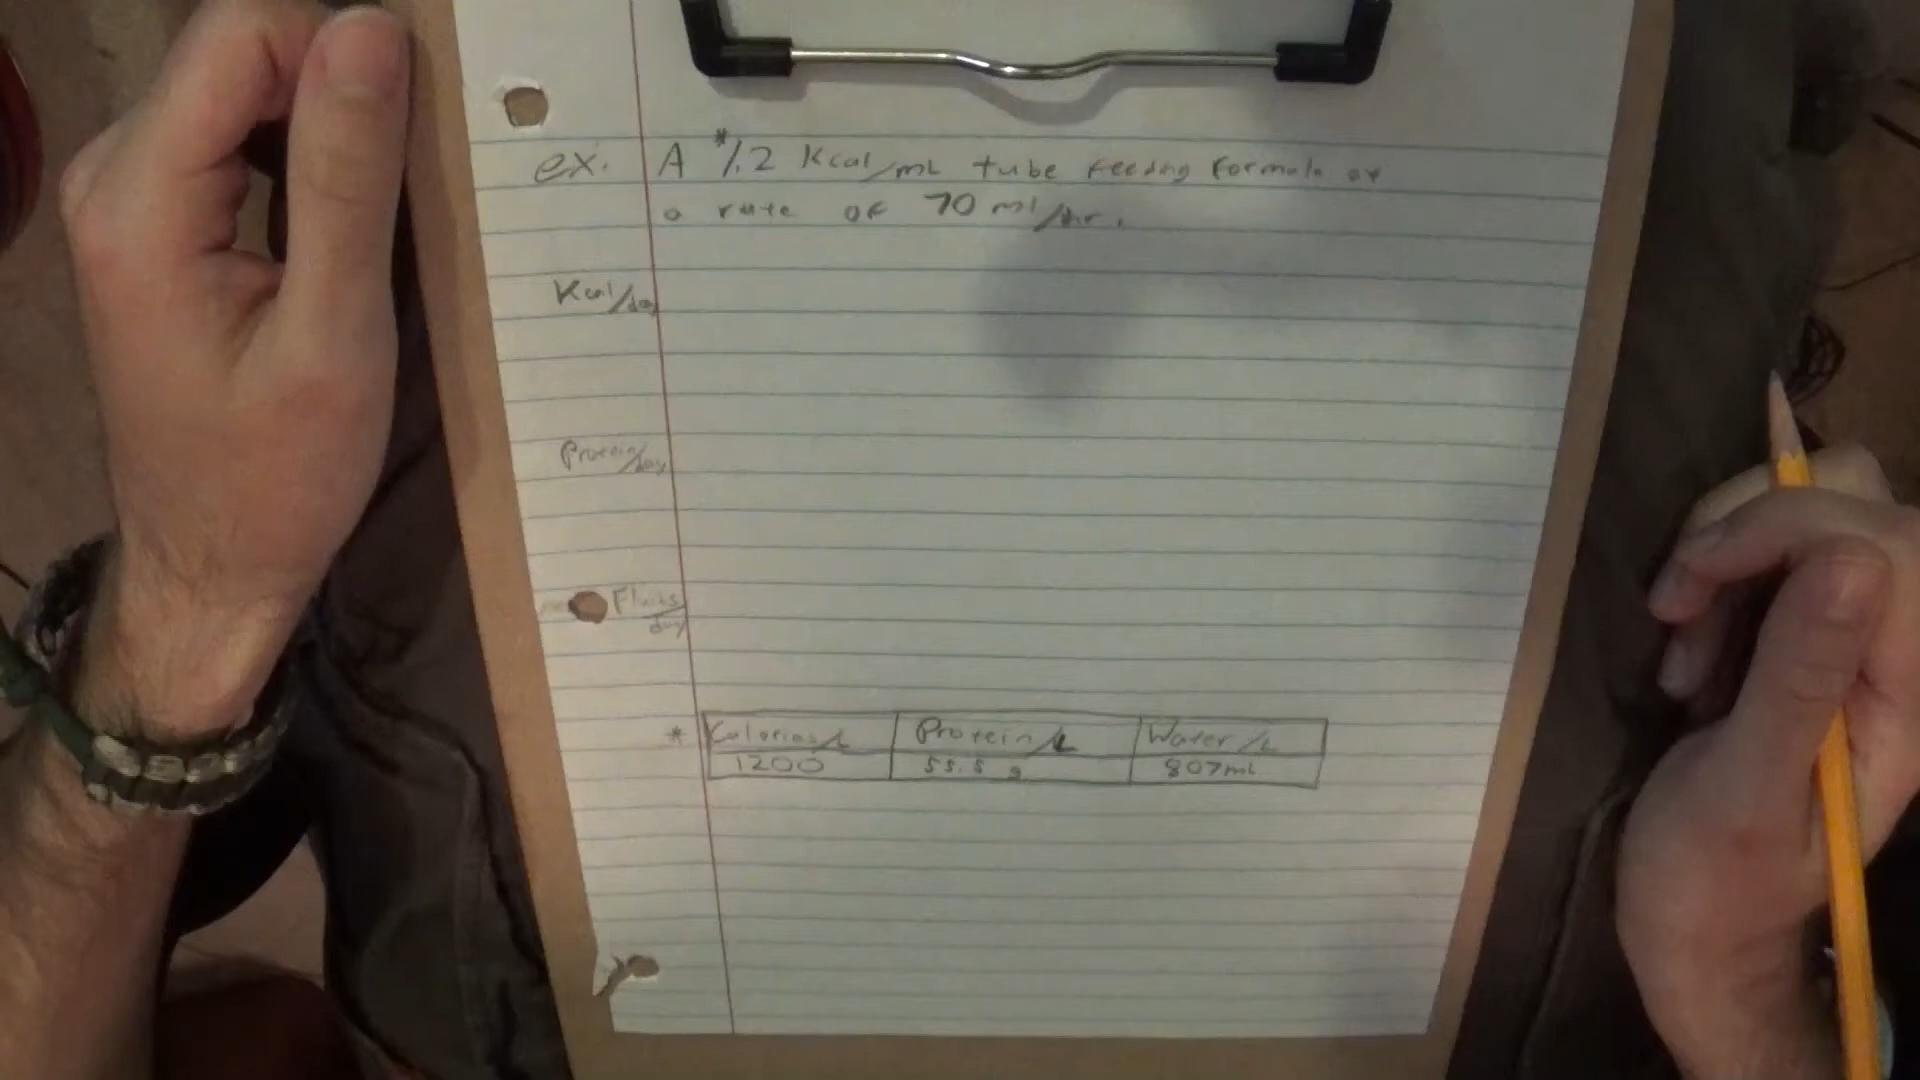 ex. A *1.2 Kcal/mL tube feeding formula at
a rate of 70 ml/hr.
Kcal/day
Protein/day
Fluids/day
* Calories/L Protein/L Water/L
1200 55.5 g 807mL